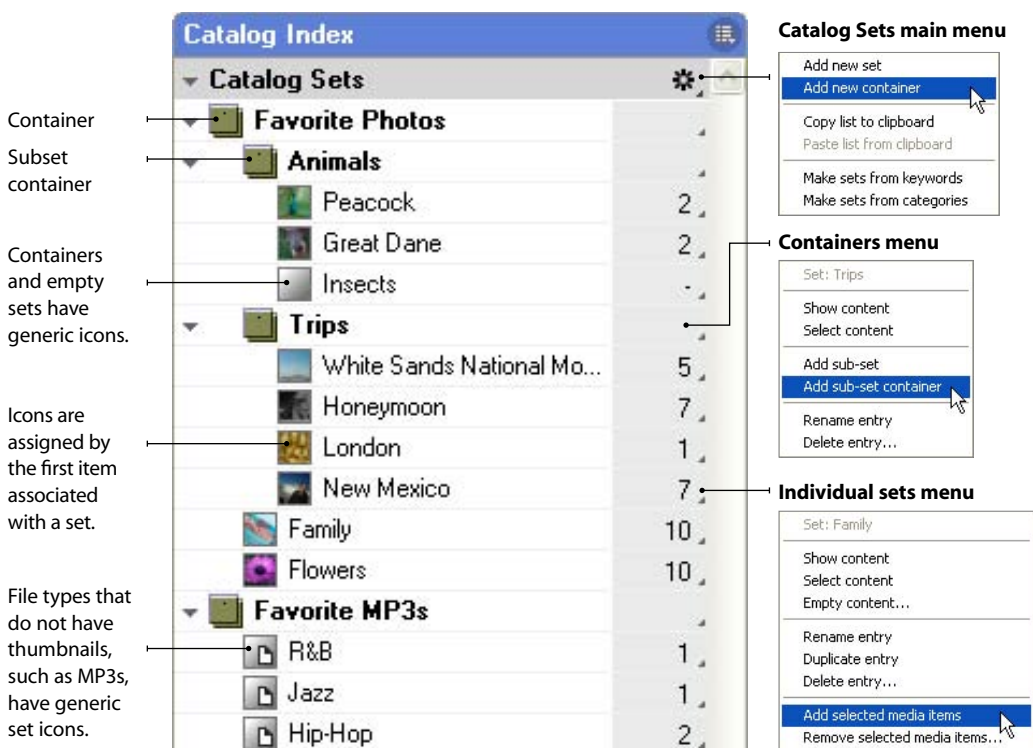 Catalog Index
Catalog Sets
Favorite Photos
Animals
Peacock 2
Great Dane 2
Insects -
Trips
White Sands National Mo... 5
Honeymoon 7
London 1
New Mexico 7
Family 10
Flowers 10
Favorite MP3s
R&B 1
Jazz 1
Hip-Hop 2
Container
Subset
container
Containers
and empty
sets have
generic icons.
Icons are
assigned by
the first item
associated
with a set.
File types that
do not have
thumbnails,
such as MP3s,
have generic
set icons.
Catalog Sets main menu
Add new set
Add new container
Copy list to clipboard
Paste list from clipboard
Make sets from keywords
Make sets from categories
Containers menu
Set: Trips
Show content
Select content
Add sub-set
Add sub-set container
Rename entry
Delete entry...
Individual sets menu
Set: Family
Show content
Select content
Empty content...
Rename entry
Duplicate entry
Delete entry...
Add selected media items
Remove selected media items...